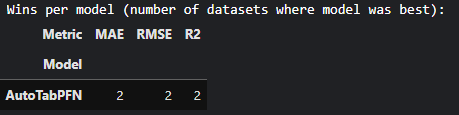 Wins per model (number of datasets where model was best):
Metric MAE RMSE R2
Model
AutoTabPFN 2 2 2